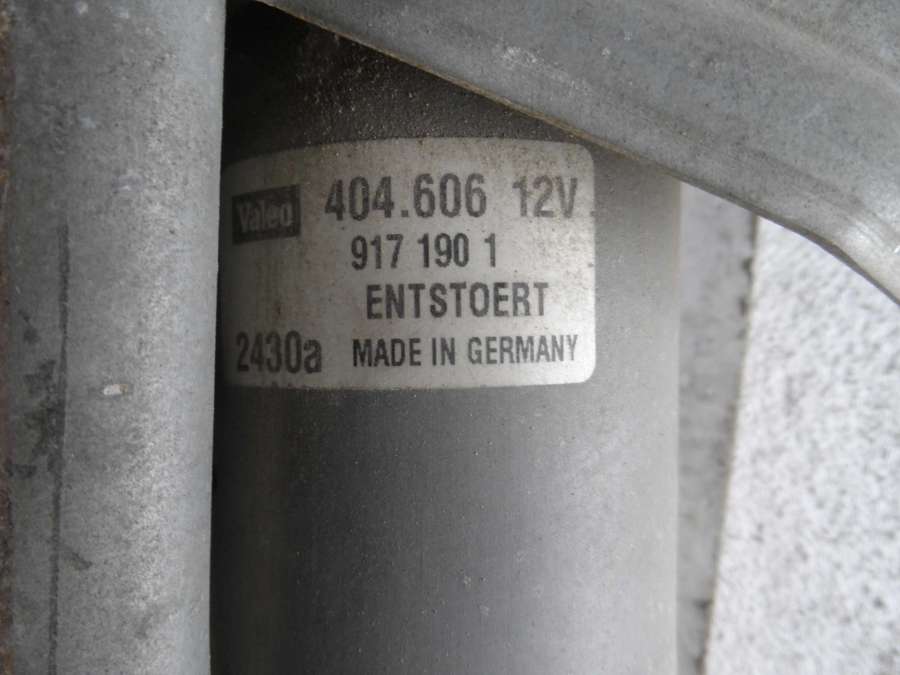 Valeo 404.606 12V
917 190 1
ENTSTOERT
2430a MADE IN GERMANY